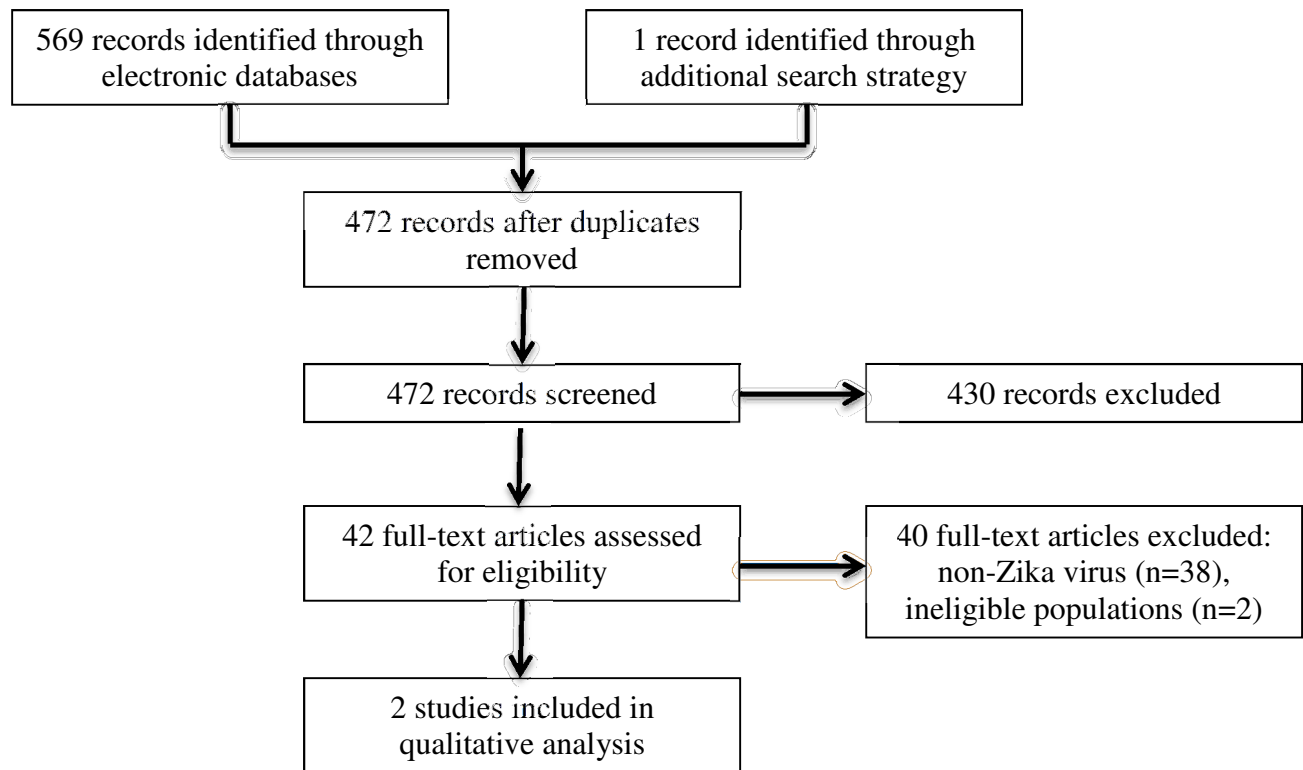 569 records identified through
electronic databases
1 record identified through
additional search strategy
472 records after duplicates
removed
472 records screened
430 records excluded
42 full-text articles assessed
for eligibility
40 full-text articles excluded:
non-Zika virus (n=38),
ineligible populations (n=2)
2 studies included in
qualitative analysis